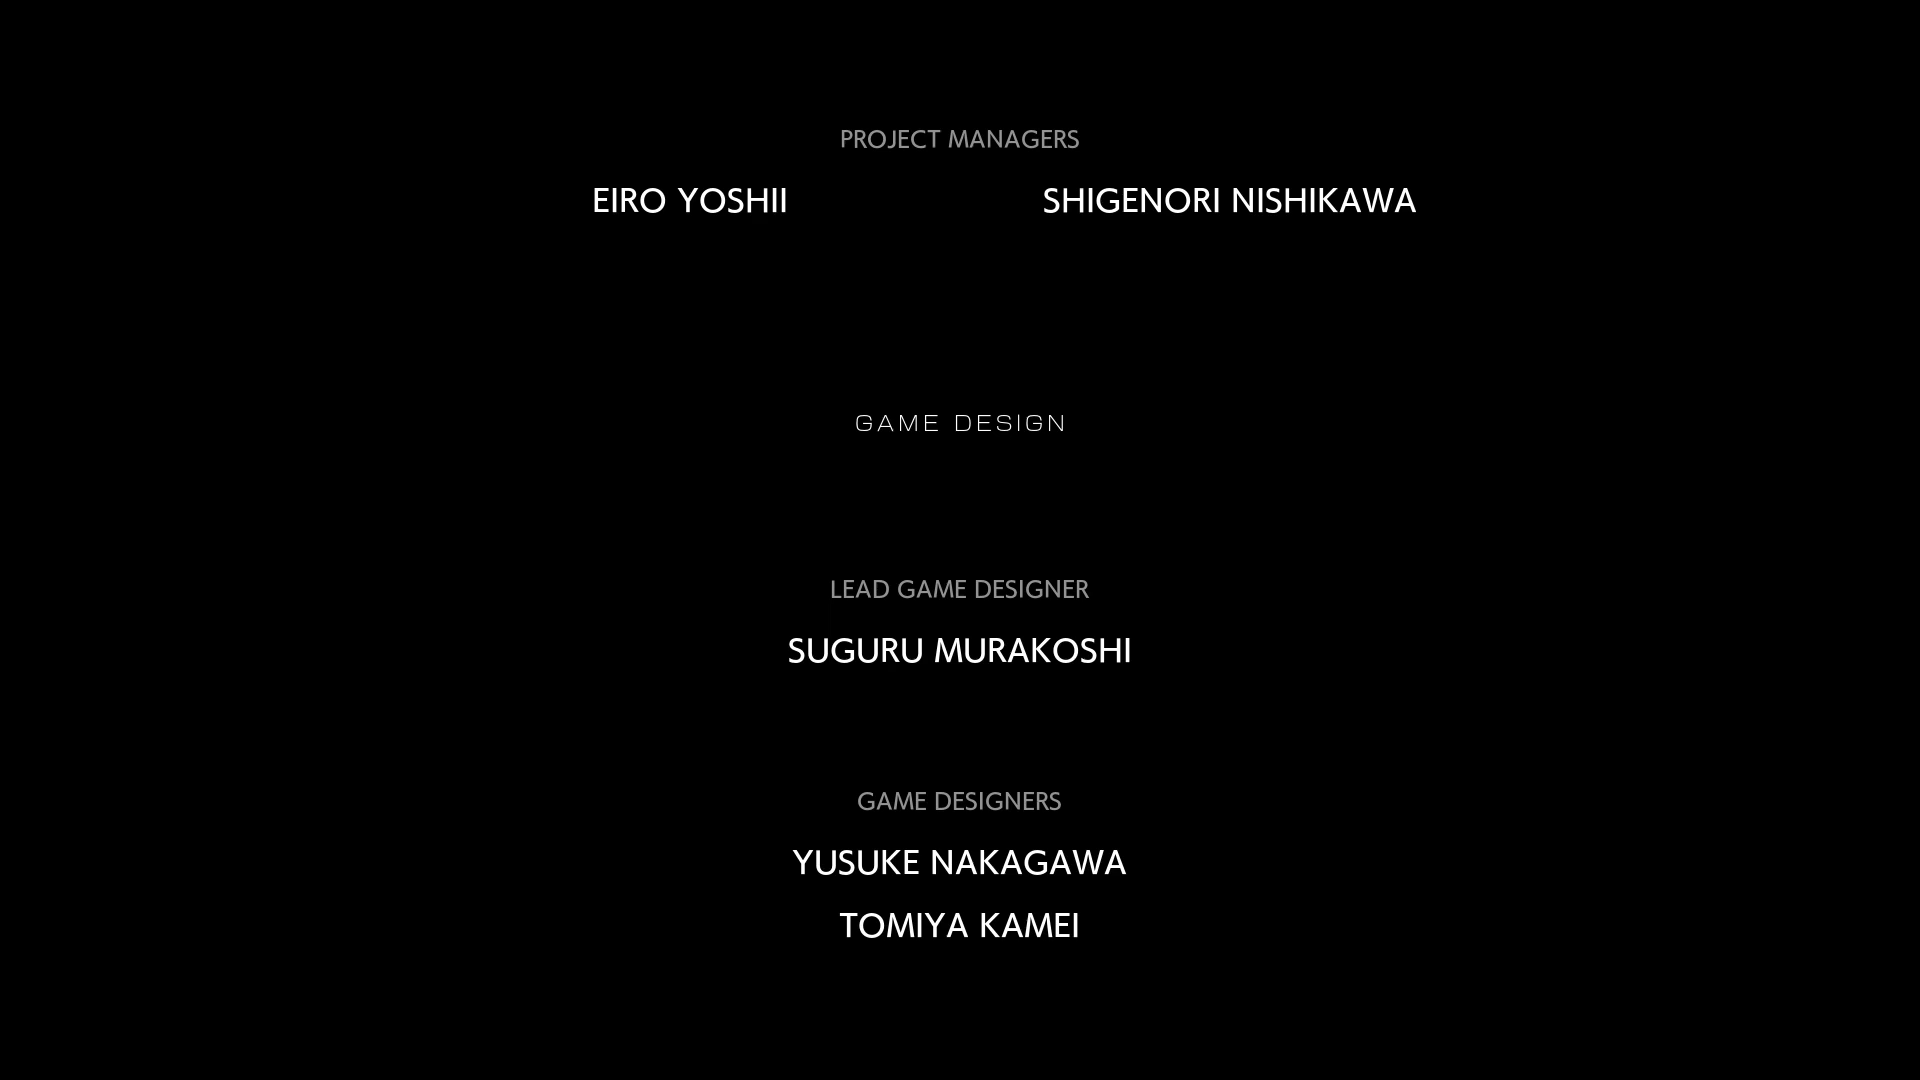 PROJECT MANAGERS
EIRO YOSHII SHIGENORI NISHIKAWA
GAME DESIGN
LEAD GAME DESIGNER
SUGURU MURAKOSHI
GAME DESIGNERS
YUSUKE NAKAGAWA
TOMIYA KAMEI